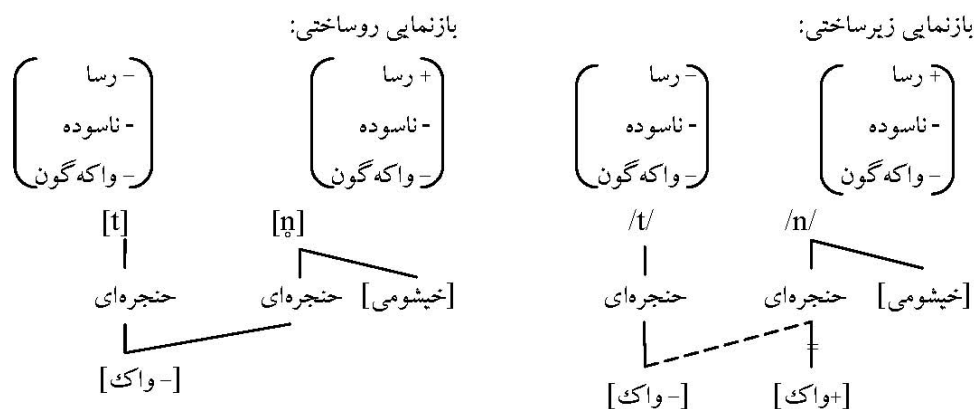 بازنمایی زیرساختی:
بازنمایی روساختی:
+ رسا
- ناسوده
– واکه‌گون
– رسا
- ناسوده
– واکه‌گون
+ رسا
- ناسوده
– واکه‌گون
– رسا
- ناسوده
– واکه‌گون
/n/
/t/
[n̥]
[t]
[خیشومی]
حنجره‌ای
حنجره‌ای
[خیشومی]
حنجره‌ای
حنجره‌ای
[+واک]
[– واک]
[– واک]